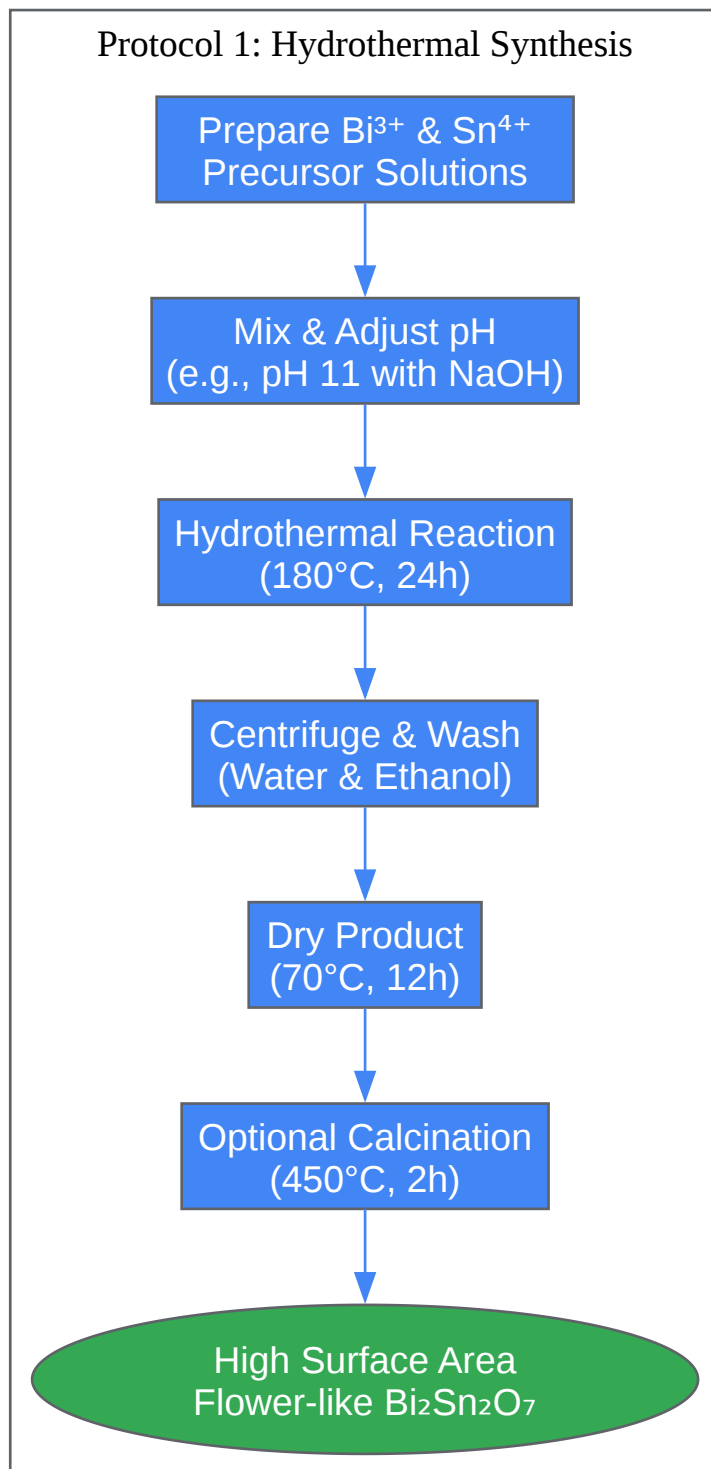 Protocol 1: Hydrothermal Synthesis
Prepare Bi³⁺ & Sn⁴⁺
Precursor Solutions
Mix & Adjust pH
(e.g., pH 11 with NaOH)
Hydrothermal Reaction
(180°C, 24h)
Centrifuge & Wash
(Water & Ethanol)
Dry Product
(70°C, 12h)
Optional Calcination
(450°C, 2h)
High Surface Area
Flower-like Bi₂Sn₂O₇